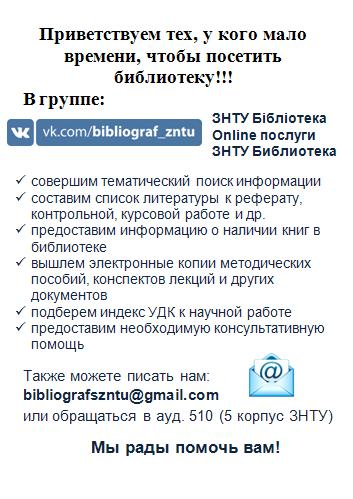 Приветствуем тех, у кого мало
времени, чтобы посетить
библиотеку!!!
В группе:
vk.com/bibliograf_zntu
ЗНТУ Бібліотека
Online послуги
ЗНТУ Библиотека
✓ совершим тематический поиск информации
✓ составим список литературы к реферату,
контрольной, курсовой работе и др.
✓ предоставим информацию о наличии книг в
библиотеке
✓ вышлем электронные копии методических
пособий, конспектов лекций и других
документов
✓ подберем индекс УДК к научной работе
✓ предоставим необходимую консультативную
помощь
Также можете писать нам:
bibliografszntu@gmail.com
или обращаться в ауд. 510 (5 корпус ЗНТУ)
Мы рады помочь вам!